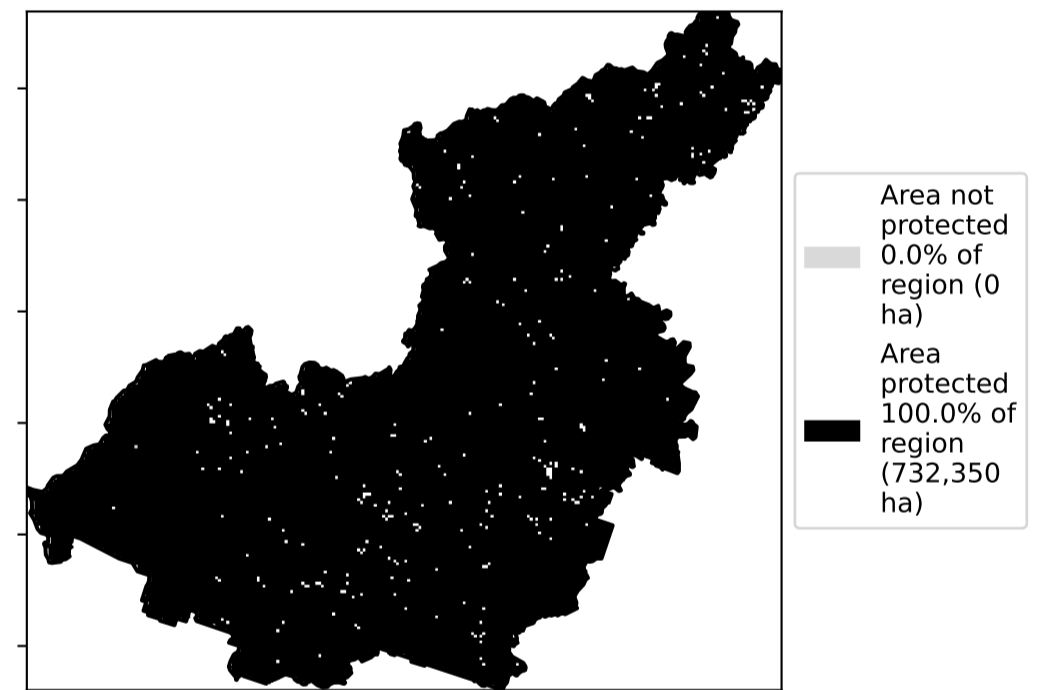 Area not
protected
0.0% of
region (0
ha)
Area
protected
100.0% of
region
(732,350
ha)